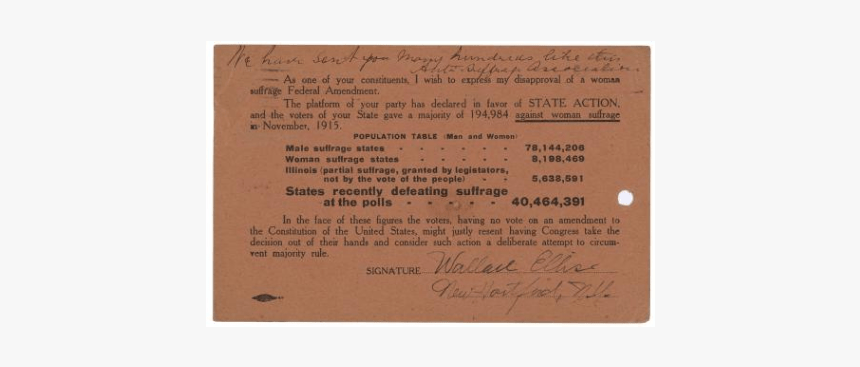 We have sent you many hundreds like this
Anti-Suffrage Association
As one of your constituents, I wish to express my disapproval of a woman
suffrage Federal Amendment.
The platform of your party has declared in favor of STATE ACTION,
and the voters of your State gave a majority of 194,984 against woman suffrage
in November, 1915.
POPULATION TABLE (Men and Women)
Male suffrage states - - - - - - 78,144,206
Woman suffrage states - - - - - 8,198,469
Illinois (partial suffrage, granted by legislators,
not by the vote of the people) - - 5,638,591
States recently defeating suffrage
at the polls - - - - - 40,464,391
In the face of these figures the voters, having no vote on an amendment to
the Constitution of the United States, might justly resent having Congress take the
decision out of their hands and consider such action a deliberate attempt to circum-
vent majority rule.
SIGNATURE Wallace Ellis
New Hartford, N.Y.